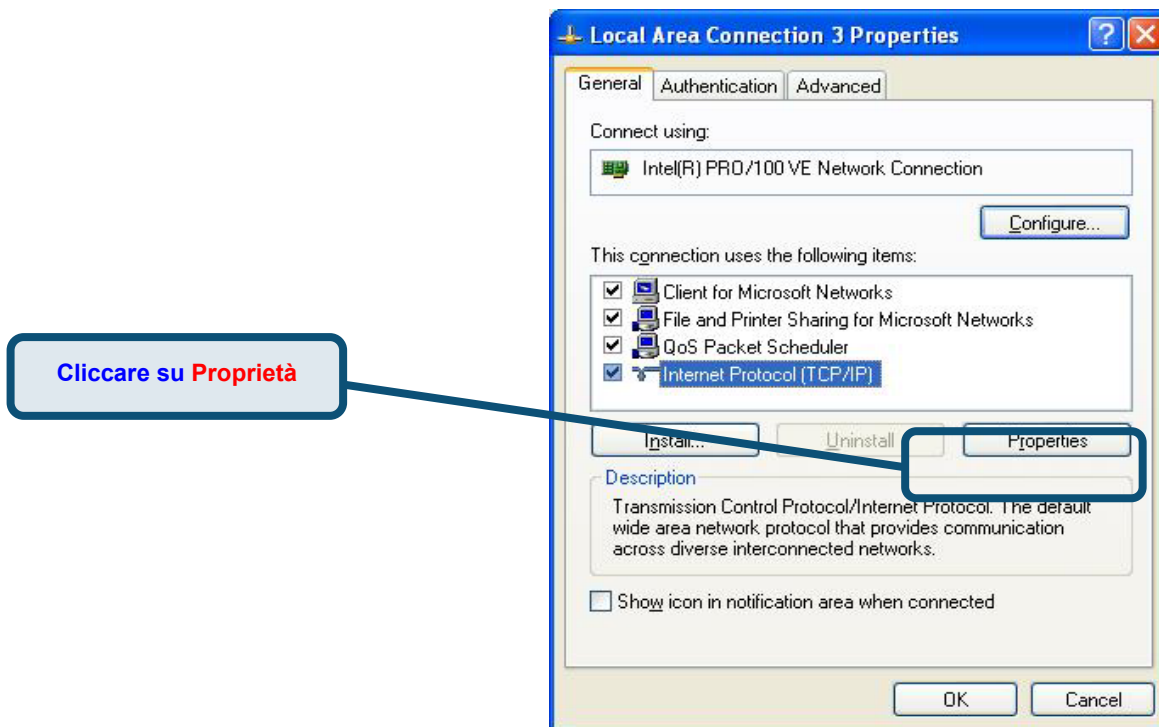 Local Area Connection 3 Properties
General Authentication Advanced
Connect using:
Intel(R) PRO/100 VE Network Connection
Configure...
This connection uses the following items:
Client for Microsoft Networks
File and Printer Sharing for Microsoft Networks
QoS Packet Scheduler
Internet Protocol (TCP/IP)
Cliccare su Proprietà
Install... Uninstall Properties
Description
Transmission Control Protocol/Internet Protocol. The default
wide area network protocol that provides communication
across diverse interconnected networks.
Show icon in notification area when connected
OK Cancel